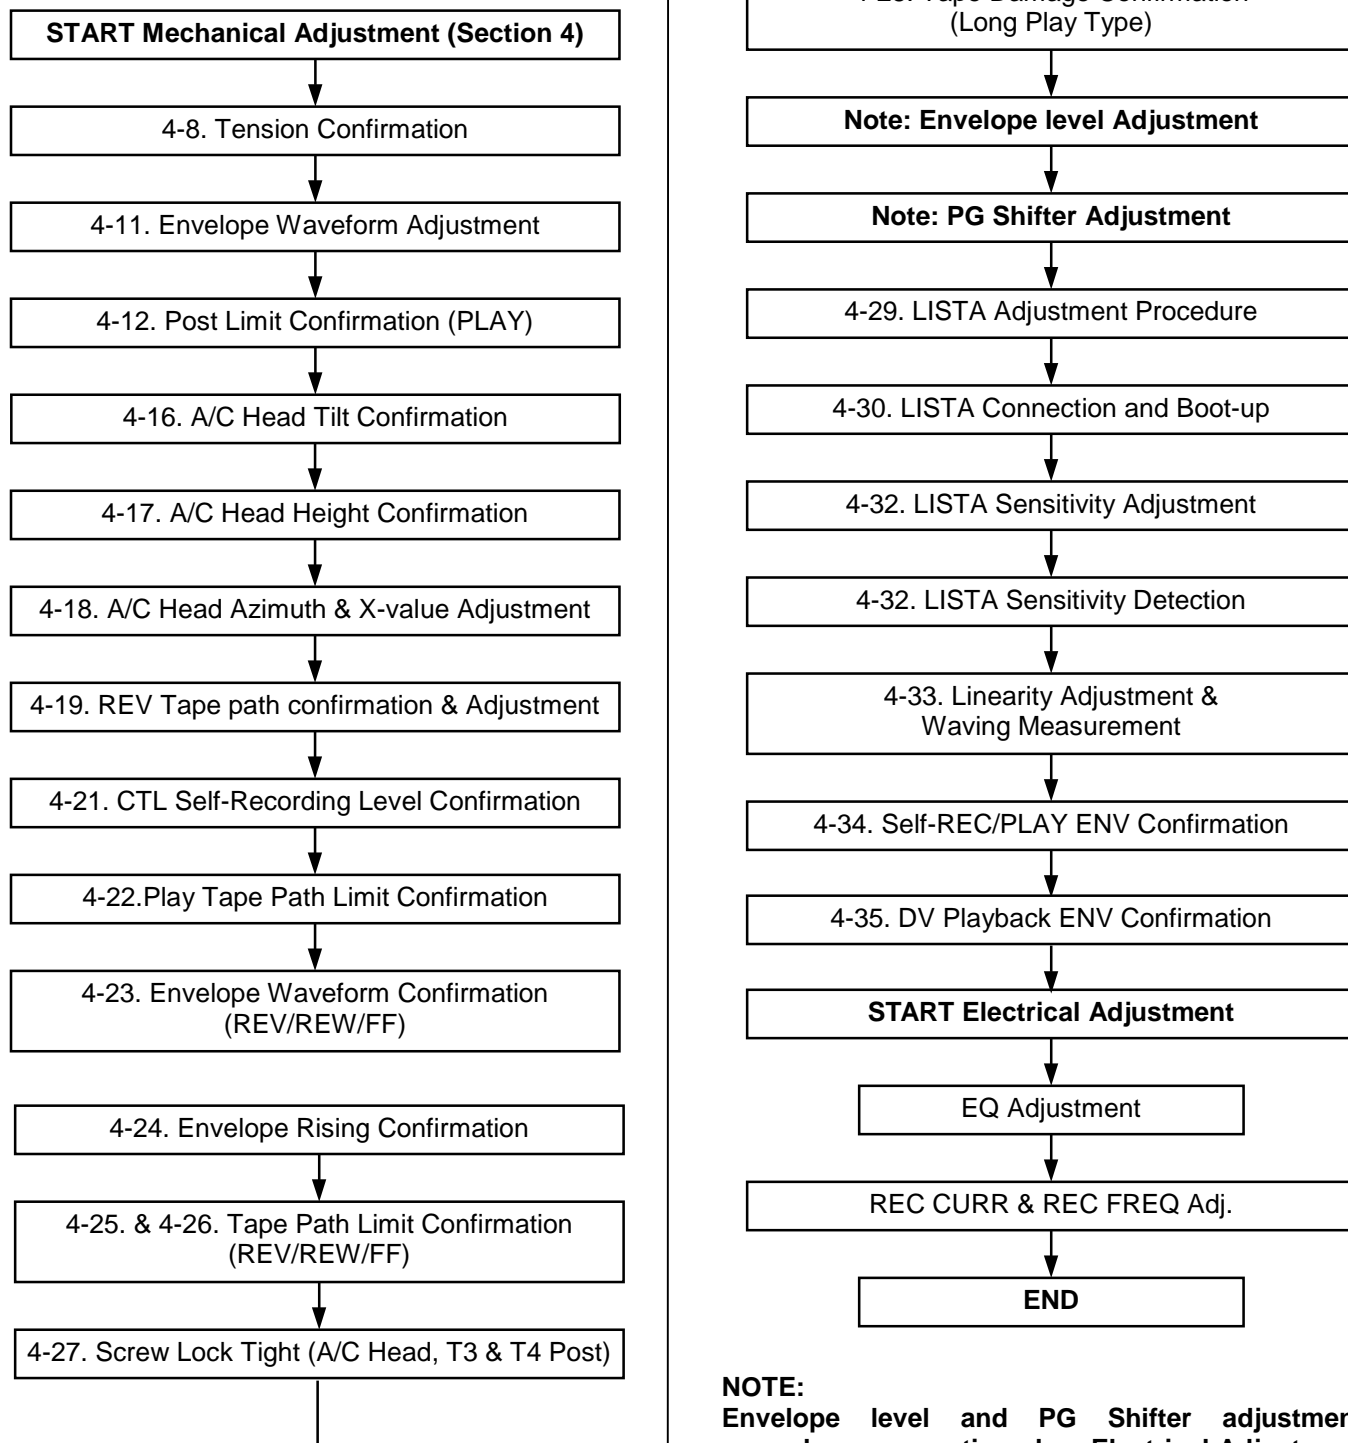 START Mechanical Adjustment (Section 4)
4-8. Tension Confirmation
4-11. Envelope Waveform Adjustment
4-12. Post Limit Confirmation (PLAY)
4-16. A/C Head Tilt Confirmation
4-17. A/C Head Height Confirmation
4-18. A/C Head Azimuth & X-value Adjustment
4-19. REV Tape path confirmation & Adjustment
4-21. CTL Self-Recording Level Confirmation
4-22.Play Tape Path Limit Confirmation
4-23. Envelope Waveform Confirmation
(REV/REW/FF)
4-24. Envelope Rising Confirmation
4-25. & 4-26. Tape Path Limit Confirmation
(REV/REW/FF)
4-27. Screw Lock Tight (A/C Head, T3 & T4 Post)
Tape Damage Confirmation
(Long Play Type)
Note: Envelope level Adjustment
Note: PG Shifter Adjustment
4-29. LISTA Adjustment Procedure
4-30. LISTA Connection and Boot-up
4-32. LISTA Sensitivity Adjustment
4-32. LISTA Sensitivity Detection
4-33. Linearity Adjustment &
Waving Measurement
4-34. Self-REC/PLAY ENV Confirmation
4-35. DV Playback ENV Confirmation
START Electrical Adjustment
EQ Adjustment
REC CURR & REC FREQ Adj.
END
NOTE:
Envelope level and PG Shifter